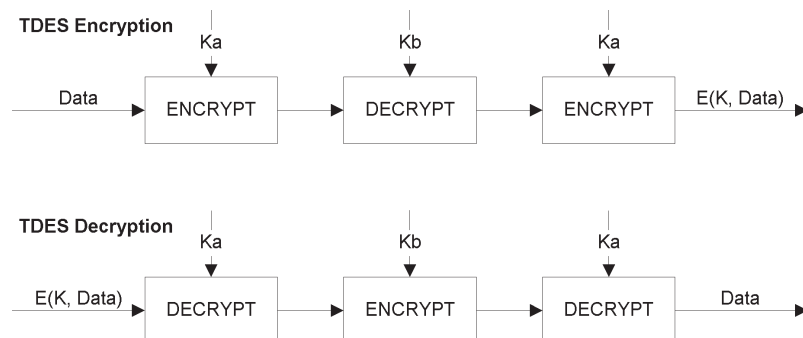 TDES Encryption
Ka Kb Ka
Data ENCRYPT DECRYPT ENCRYPT E(K, Data)
TDES Decryption
Ka Kb Ka
E(K, Data) DECRYPT ENCRYPT DECRYPT Data